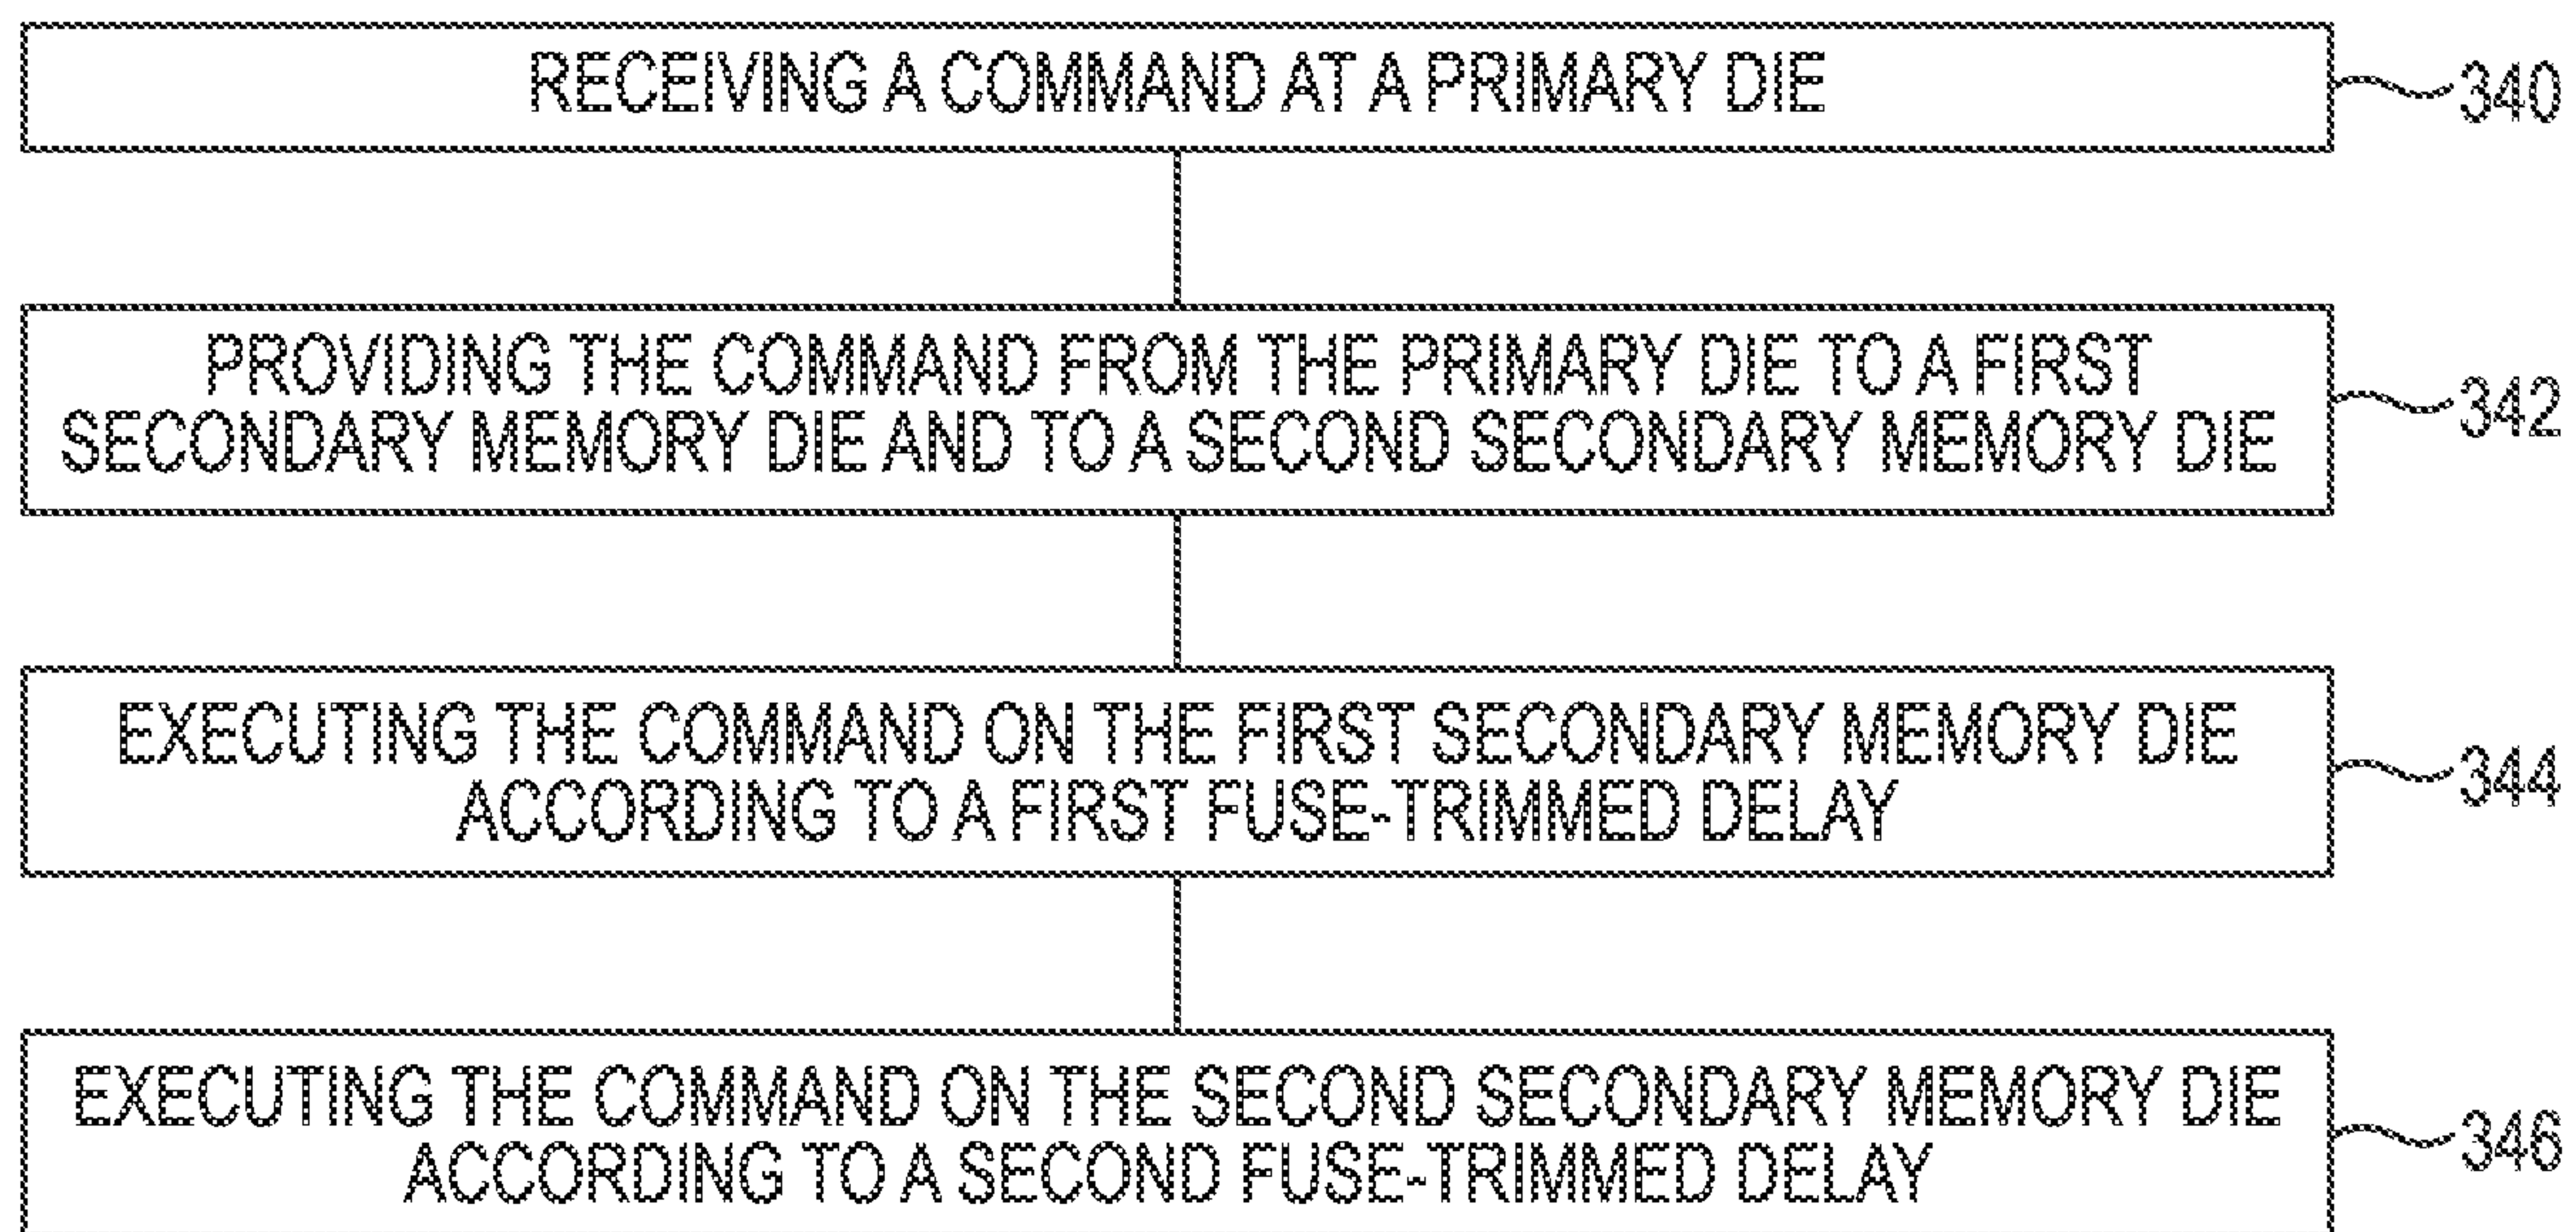 RECEIVING A COMMAND AT A PRIMARY DIE
340
PROVIDING THE COMMAND FROM THE PRIMARY DIE TO A FIRST
SECONDARY MEMORY DIE AND TO A SECOND SECONDARY MEMORY DIE
342
EXECUTING THE COMMAND ON THE FIRST SECONDARY MEMORY DIE
ACCORDING TO A FIRST FUSE-TRIMMED DELAY
344
EXECUTING THE COMMAND ON THE SECOND SECONDARY MEMORY DIE
ACCORDING TO A SECOND FUSE-TRIMMED DELAY
346